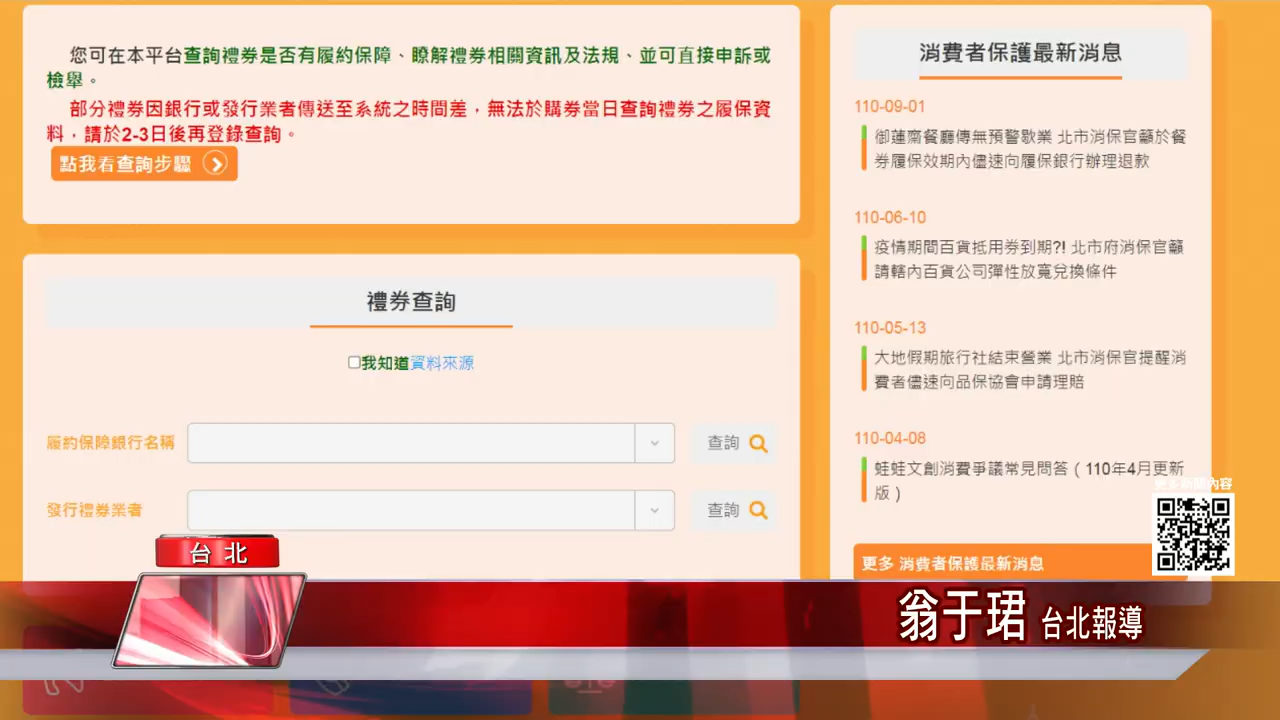 您可在本平台查詢禮券是否有履約保障、瞭解禮券相關資訊及法規、並可直接申訴或
檢舉。
部分禮券因銀行或發行業者傳送至系統之時間差，無法於購券當日查詢禮券之履保資
料，請於2-3日後再登錄查詢。
點我看查詢步驟
禮券查詢
我知道資料來源
履約保障銀行名稱
查詢
發行禮券業者
查詢
消費者保護最新消息
110-09-01
御蓮齋餐廳傳無預警歇業 北市消保官籲於餐
券履保效期內儘速向履保銀行辦理退款
110-06-10
疫情期間百貨抵用券到期?! 北市府消保官籲
請轄內百貨公司彈性放寬兌換條件
110-05-13
大地假期旅行社結束營業 北市消保官提醒消
費者儘速向品保協會申請理賠
110-04-08
蛙蛙文創消費爭議常見問答（110年4月更新
版）
更多新聞內容
更多 消費者保護最新消息
台北
翁于珺 台北報導